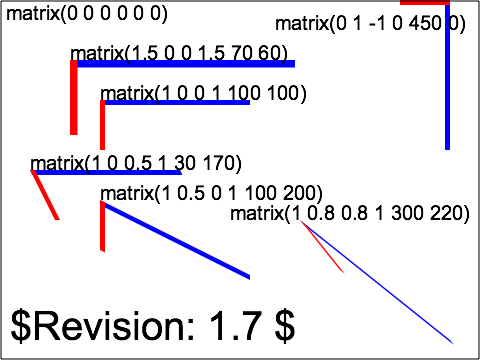 matrix(0 0 0 0 0 0)
matrix(0 1 -1 0 450 0)
matrix(1.5 0 0 1.5 70 60)
matrix(1 0 0 1 100 100)
matrix(1 0 0.5 1 30 170)
matrix(1 0.5 0 1 100 200)
matrix(1 0.8 0.8 1 300 220)
$Revision: 1.7 $